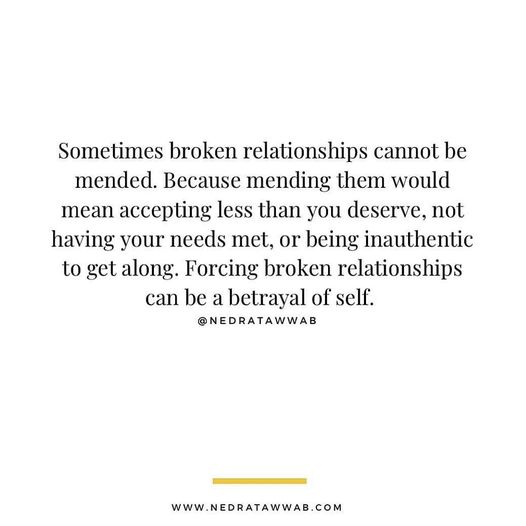 Sometimes broken relationships cannot be
mended. Because mending them would
mean accepting less than you deserve, not
having your needs met, or being inauthentic
to get along. Forcing broken relationships
can be a betrayal of self.
@NEDRATAWWAB
WWW.NEDRATAWWAB.COM